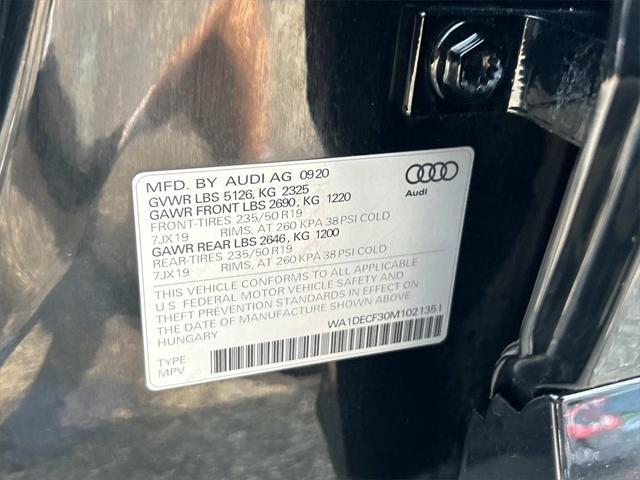 MFD. BY AUDI AG 0920
GVWR LBS 5126, KG 2325
GAWR FRONT LBS 2690, KG 1220
FRONT-TIRES 235/50 R19
7JX19 RIMS, AT 260 KPA 38 PSI COLD
GAWR REAR LBS 2646, KG 1200
REAR-TIRES 235/50 R19
7JX19 RIMS, AT 260 KPA 38 PSI COLD
Audi
THIS VEHICLE CONFORMS TO ALL APPLICABLE
U.S. FEDERAL MOTOR VEHICLE SAFETY AND
THEFT PREVENTION STANDARDS IN EFFECT ON
THE DATE OF MANUFACTURE SHOWN ABOVE
HUNGARY
WA1DECF30M1021351
TYPE:
MPV